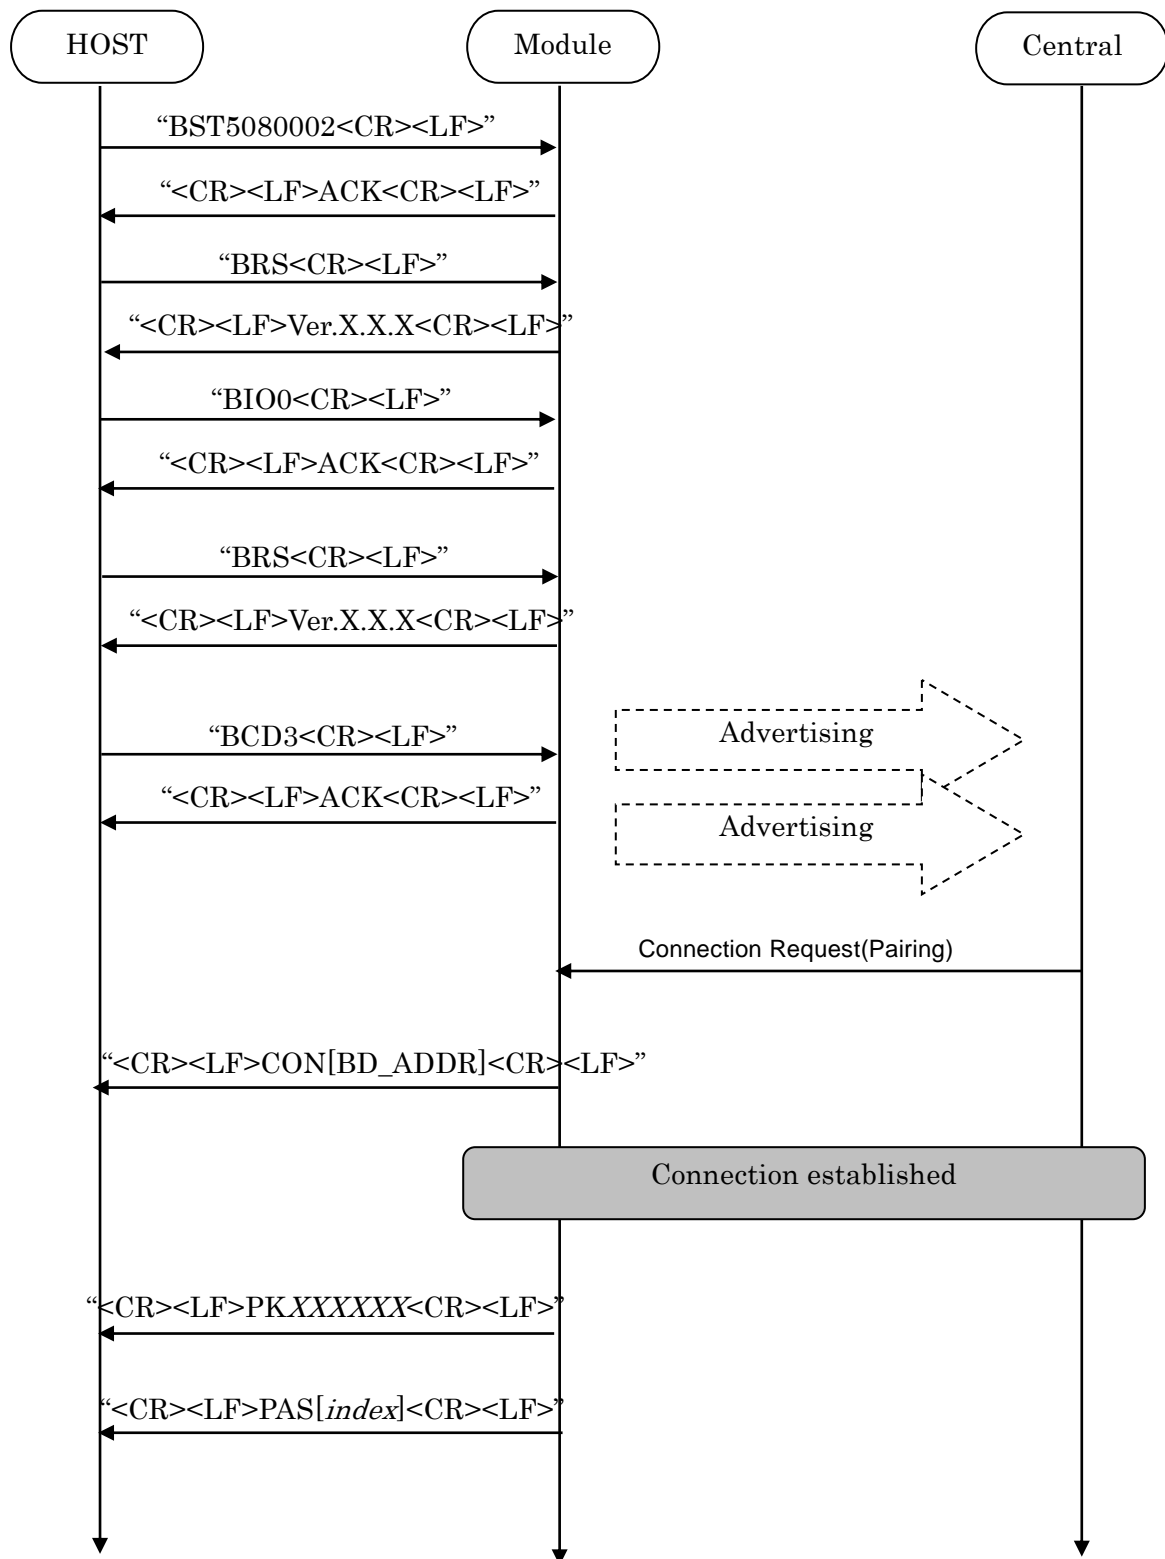 HOST
Module
Central
“BST5080002<CR><LF>”
“<CR><LF>ACK<CR><LF>”
“BRS<CR><LF>”
“<CR><LF>Ver.X.X.X<CR><LF>”
“BIO0<CR><LF>”
“<CR><LF>ACK<CR><LF>”
“BRS<CR><LF>”
“<CR><LF>Ver.X.X.X<CR><LF>”
“BCD3<CR><LF>”
Advertising
“<CR><LF>ACK<CR><LF>”
Advertising
Connection Request(Pairing)
“<CR><LF>CON[BD_ADDR]<CR><LF>”
Connection established
“<CR><LF>PKXXXXXX<CR><LF>”
“<CR><LF>PAS[index]<CR><LF>”